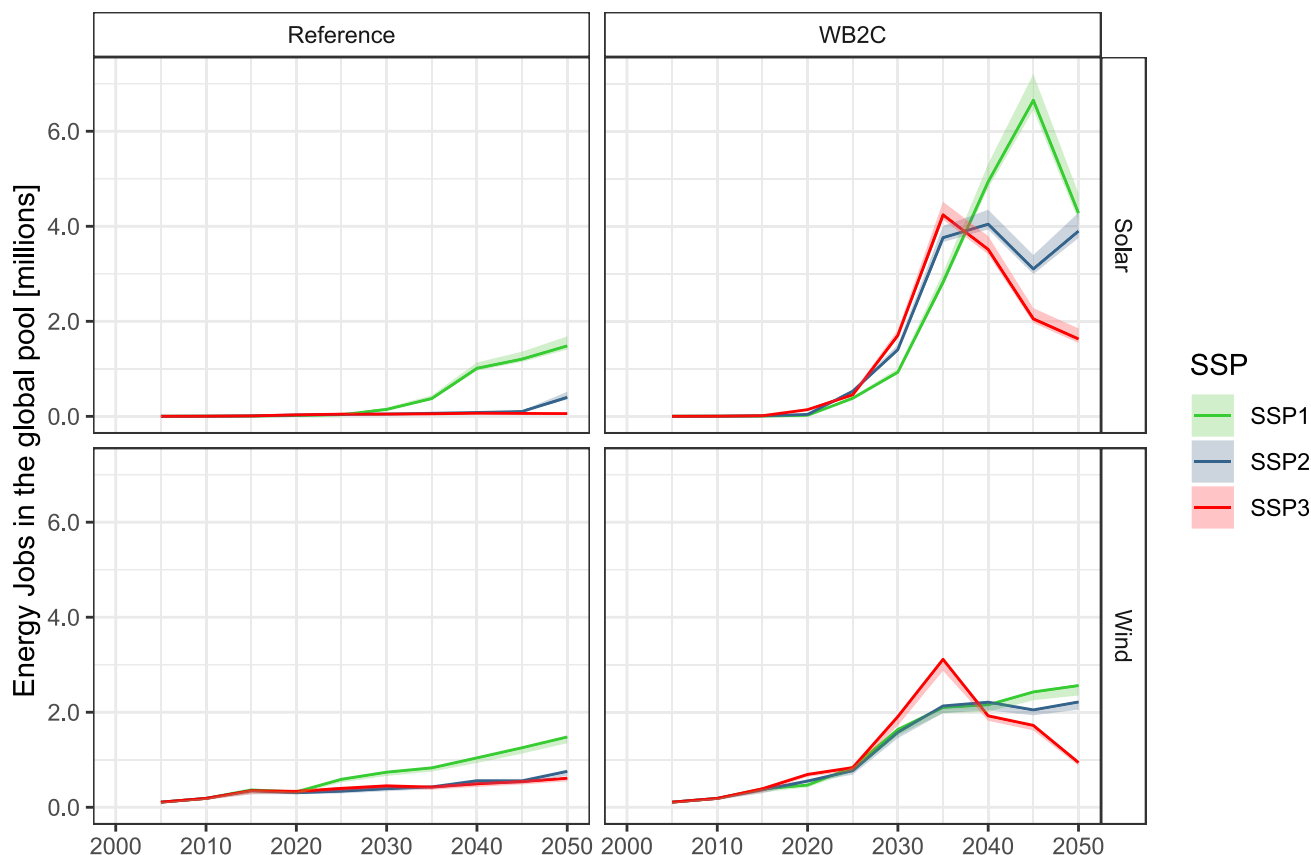 Reference
WB2C
6.0
4.0
2.0
0.0
Solar
6.0
4.0
2.0
0.0
Wind
2000 2010 2020 2030 2040 2050
2000 2010 2020 2030 2040 2050
Energy Jobs in the global pool [millions]
SSP
SSP1
SSP2
SSP3